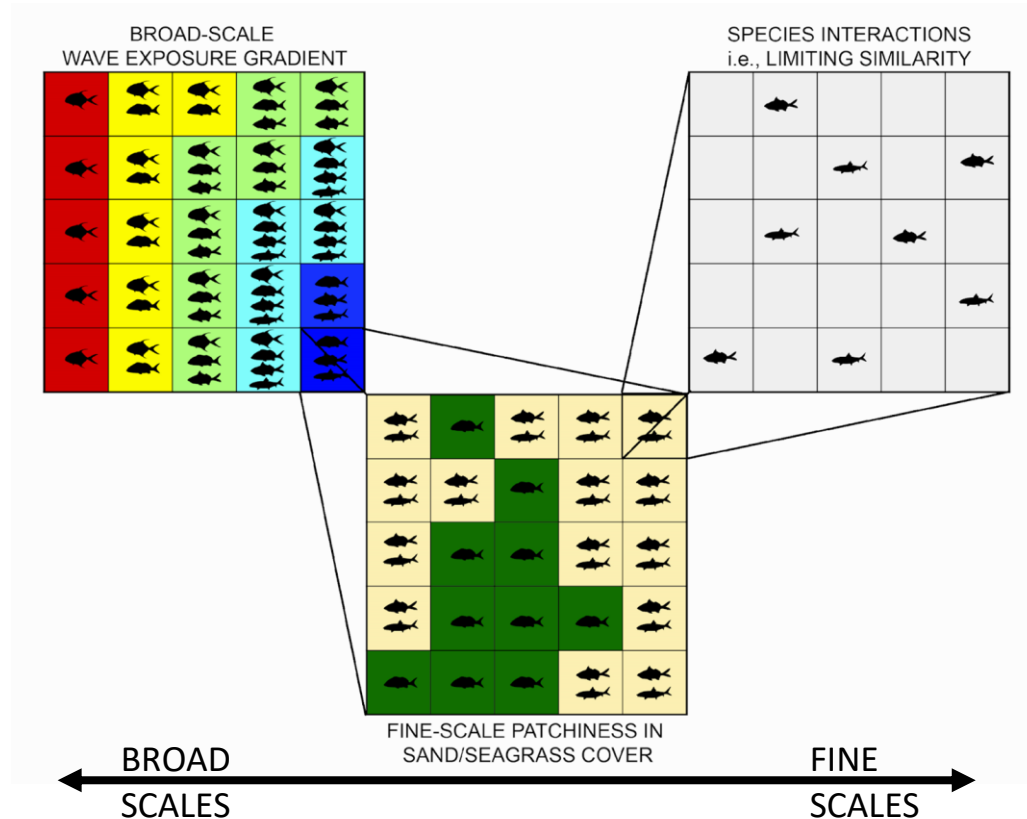 BROAD-SCALE
WAVE EXPOSURE GRADIENT
SPECIES INTERACTIONS
i.e., LIMITING SIMILARITY
FINE-SCALE PATCHINESS IN
SAND/SEAGRASS COVER
BROAD
SCALES
FINE
SCALES